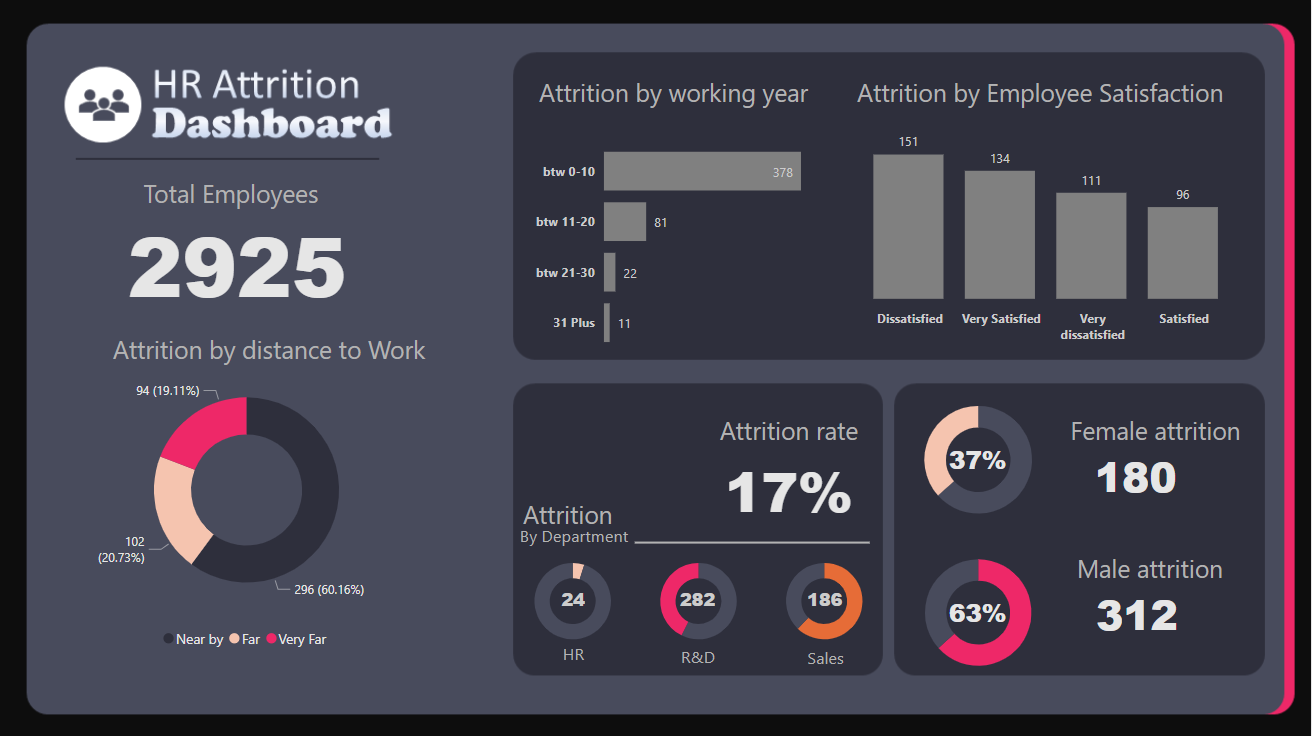 HR Attrition
Dashboard
Total Employees
2925
Attrition by distance to Work
94 (19.11%)
102
(20.73%)
296 (60.16%)
Near by Far Very Far
Attrition by working year
btw 0-10 378
btw 11-20 81
btw 21-30 22
31 Plus 11
Attrition by Employee Satisfaction
151 134 111 96
Dissatisfied Very Satisfied Very Satisfied
dissatisfied
Attrition rate
17%
Attrition
By Department
24 282 186
HR R&D Sales
37%
Female attrition
180
63%
Male attrition
312